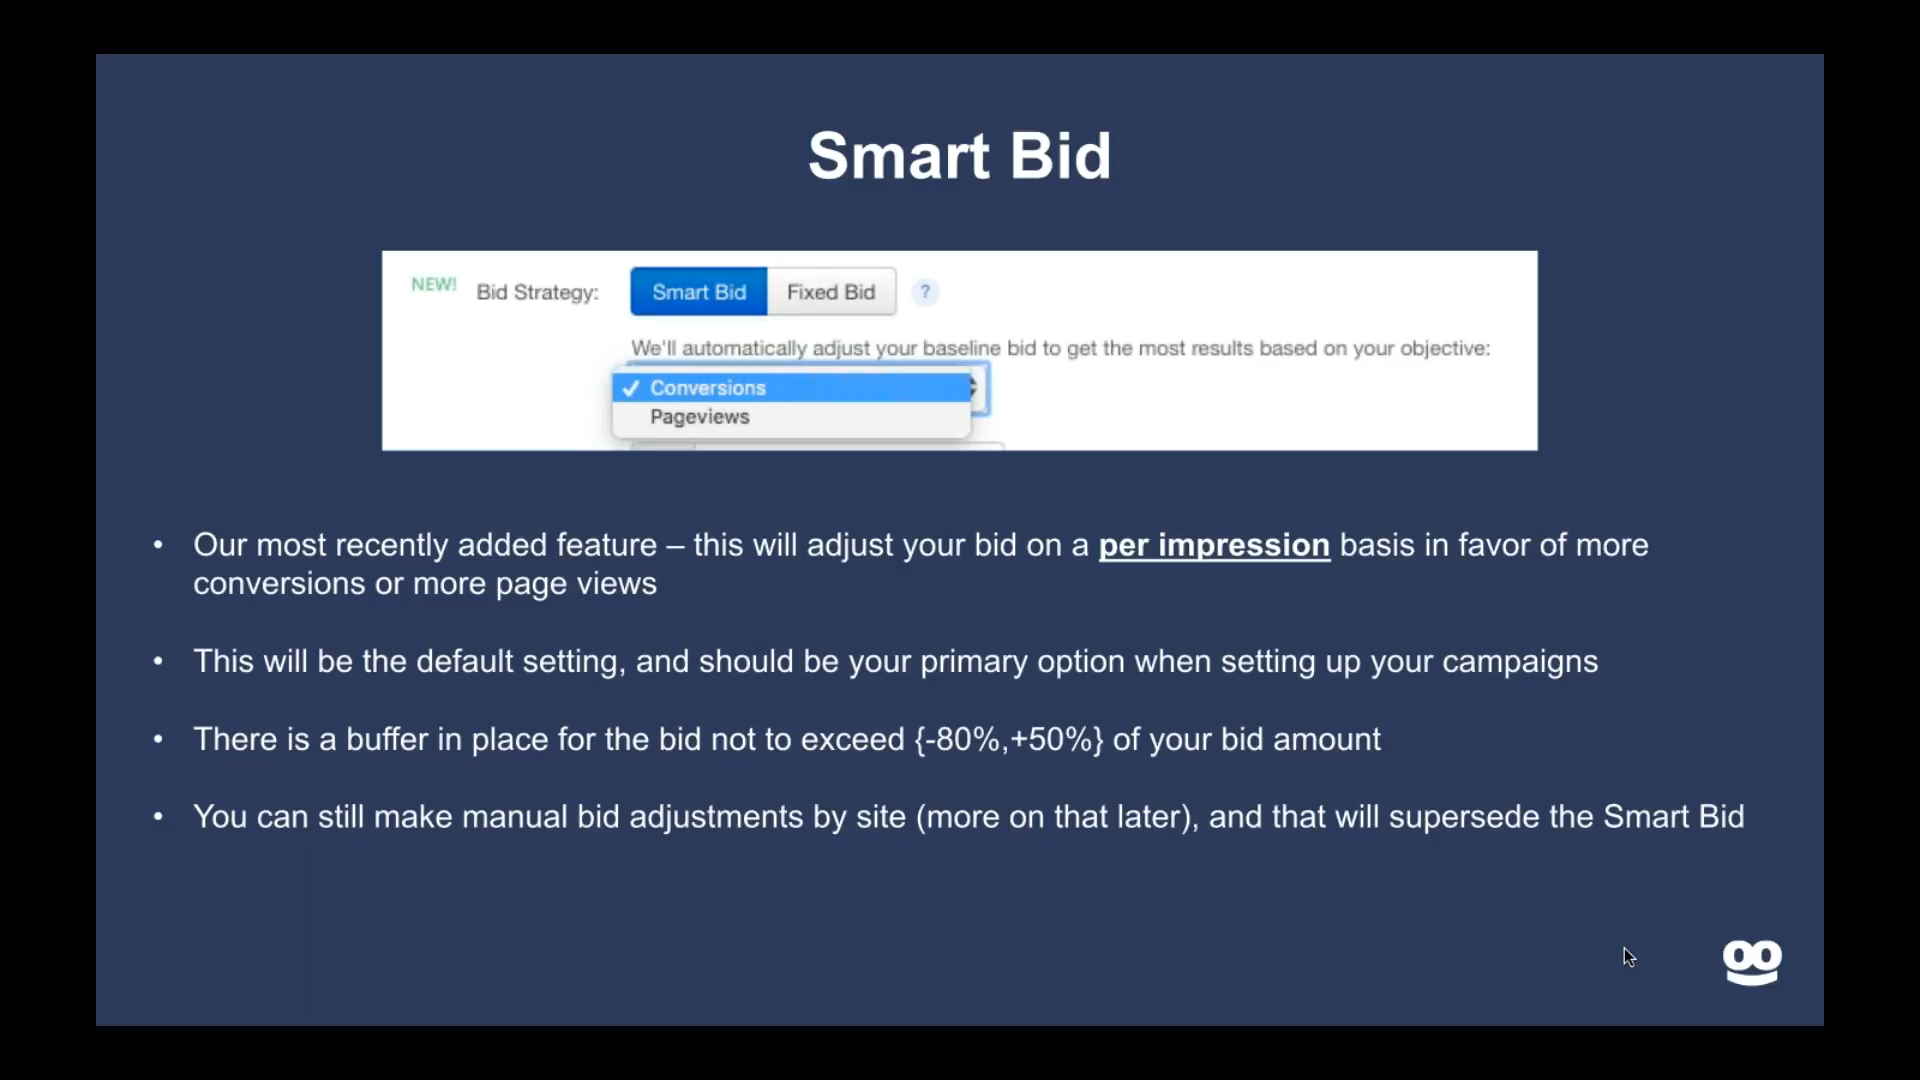 Smart Bid
NEW! Bid Strategy: Smart Bid Fixed Bid ?
We'll automatically adjust your baseline bid to get the most results based on your objective:
✓ Conversions
Pageviews
• Our most recently added feature – this will adjust your bid on a per impression basis in favor of more
conversions or more page views
• This will be the default setting, and should be your primary option when setting up your campaigns
• There is a buffer in place for the bid not to exceed {-80%,+50%} of your bid amount
• You can still make manual bid adjustments by site (more on that later), and that will supersede the Smart Bid